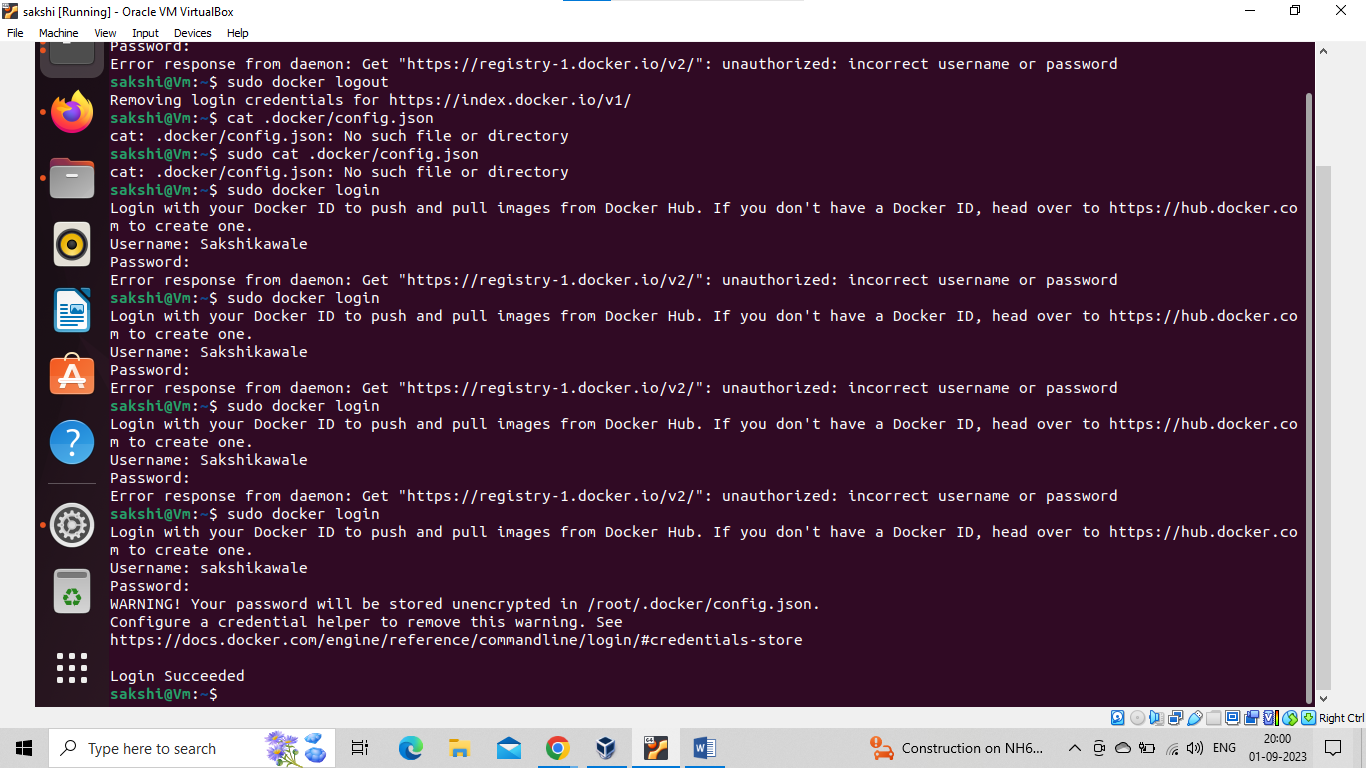 sakshi [Running] - Oracle VM VirtualBox
File Machine View Input Devices Help
Password:
Error response from daemon: Get "https://registry-1.docker.io/v2/": unauthorized: incorrect username or password
sakshi@Vm:~$ sudo docker logout
Removing login credentials for https://index.docker.io/v1/
sakshi@Vm:~$ cat .docker/config.json
cat: .docker/config.json: No such file or directory
sakshi@Vm:~$ sudo cat .docker/config.json
cat: .docker/config.json: No such file or directory
sakshi@Vm:~$ sudo docker login
Login with your Docker ID to push and pull images from Docker Hub. If you don't have a Docker ID, head over to https://hub.docker.co
m to create one.
Username: Sakshikawale
Password:
Error response from daemon: Get "https://registry-1.docker.io/v2/": unauthorized: incorrect username or password
sakshi@Vm:~$ sudo docker login
Login with your Docker ID to push and pull images from Docker Hub. If you don't have a Docker ID, head over to https://hub.docker.co
m to create one.
Username: Sakshikawale
Password:
Error response from daemon: Get "https://registry-1.docker.io/v2/": unauthorized: incorrect username or password
sakshi@Vm:~$ sudo docker login
Login with your Docker ID to push and pull images from Docker Hub. If you don't have a Docker ID, head over to https://hub.docker.co
m to create one.
Username: Sakshikawale
Password:
Error response from daemon: Get "https://registry-1.docker.io/v2/": unauthorized: incorrect username or password
sakshi@Vm:~$ sudo docker login
Login with your Docker ID to push and pull images from Docker Hub. If you don't have a Docker ID, head over to https://hub.docker.co
m to create one.
Username: sakshikawale
Password:
WARNING! Your password will be stored unencrypted in /root/.docker/config.json.
Configure a credential helper to remove this warning. See
https://docs.docker.com/engine/reference/commandline/login/#credentials-store
Login Succeeded
sakshi@Vm:~$
Right Ctrl
Type here to search
Construction on NH6...
ENG
20:00
01-09-2023